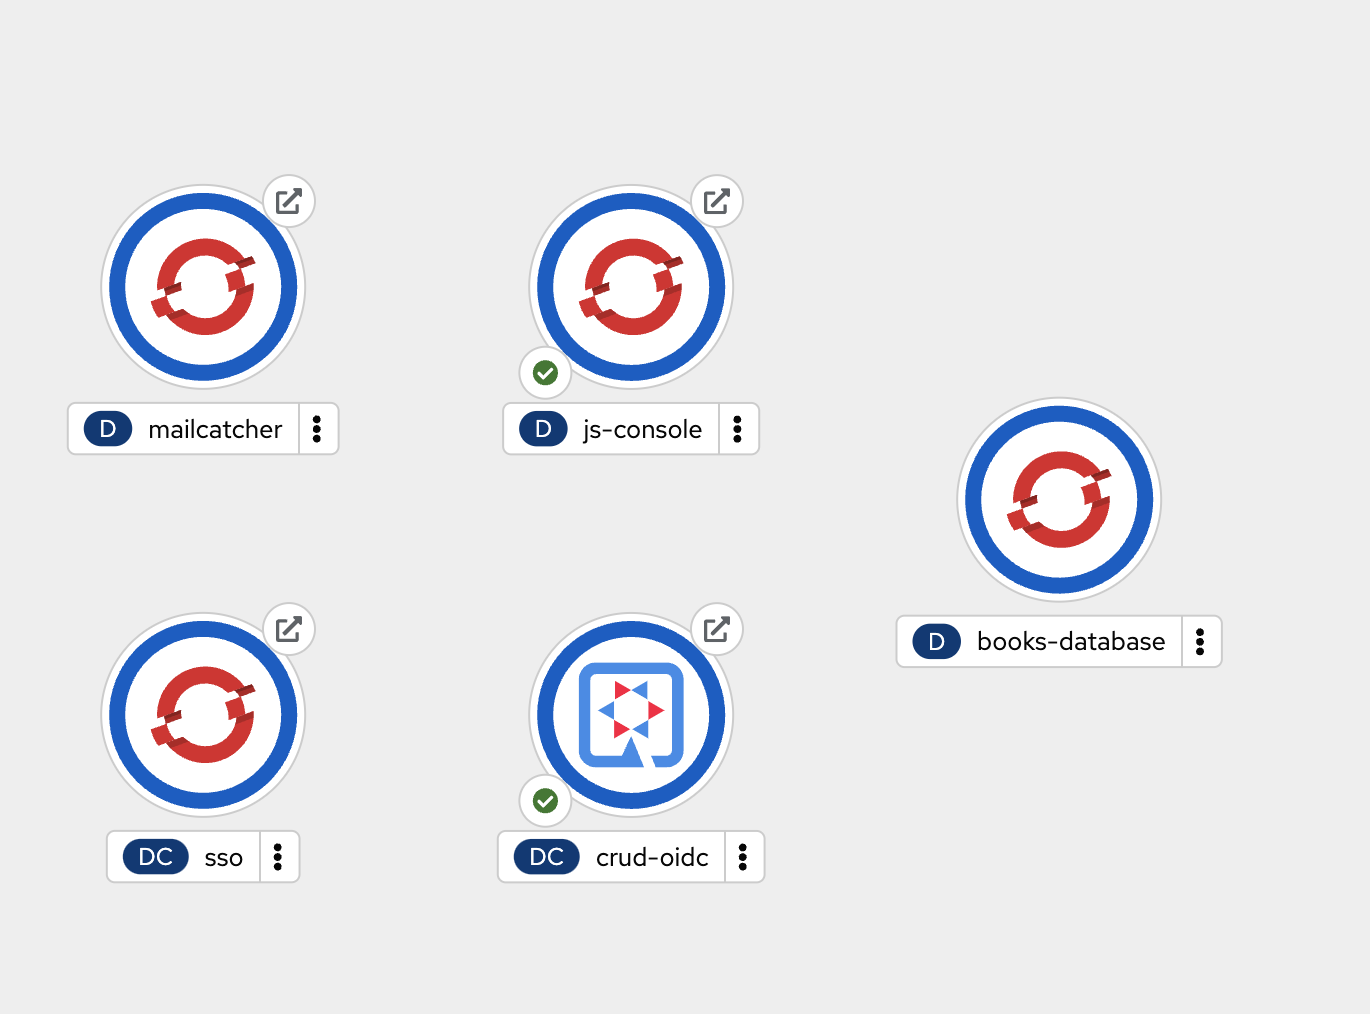 D mailcatcher
D js-console
D books-database
DC sso
DC crud-oidc